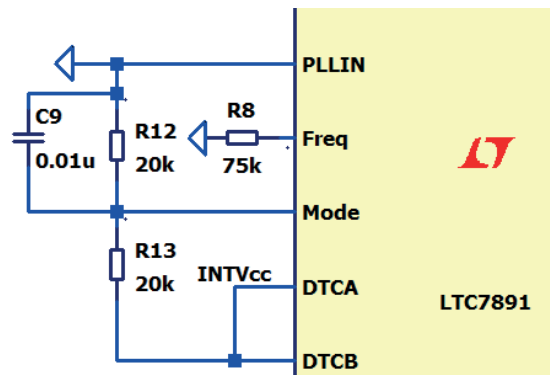 PLLIN
C9
0.01u
R12
20k
R8
75k
Freq
Mode
R13
20k
INTVcc
DTCA
LTC7891
DTCB